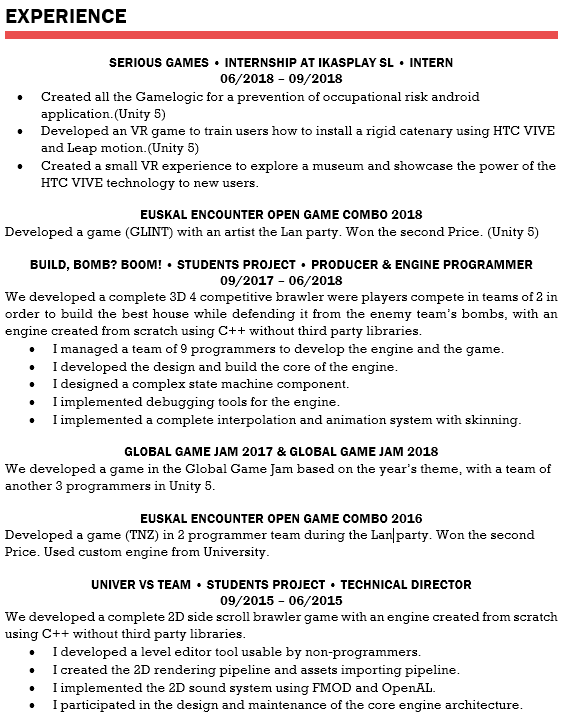 EXPERIENCE
SERIOUS GAMES • INTERNSHIP AT IKASPLAY SL • INTERN
06/2018 – 09/2018
• Created all the Gamelogic for a prevention of occupational risk android
application.(Unity 5)
• Developed an VR game to train users how to install a rigid catenary using HTC VIVE
and Leap motion.(Unity 5)
• Created a small VR experience to explore a museum and showcase the power of the
HTC VIVE technology to new users.
EUSKAL ENCOUNTER OPEN GAME COMBO 2018
Developed a game (GLINT) with an artist the Lan party. Won the second Price. (Unity 5)
BUILD, BOMB? BOOM! • STUDENTS PROJECT • PRODUCER & ENGINE PROGRAMMER
09/2017 – 06/2018
We developed a complete 3D 4 competitive brawler were players compete in teams of 2 in
order to build the best house while defending it from the enemy team's bombs, with an
engine created from scratch using C++ without third party libraries.
• I managed a team of 9 programmers to develop the engine and the game.
• I developed the design and build the core of the engine.
• I designed a complex state machine component.
• I implemented debugging tools for the engine.
• I implemented a complete interpolation and animation system with skinning.
GLOBAL GAME JAM 2017 & GLOBAL GAME JAM 2018
We developed a game in the Global Game Jam based on the year's theme, with a team of
another 3 programmers in Unity 5.
EUSKAL ENCOUNTER OPEN GAME COMBO 2016
Developed a game (TNZ) in 2 programmer team during the Lan party. Won the second
Price. Used custom engine from University.
UNIVER VS TEAM • STUDENTS PROJECT • TECHNICAL DIRECTOR
09/2015 – 06/2015
We developed a complete 2D side scroll brawler game with an engine created from scratch
using C++ without third party libraries.
• I developed a level editor tool usable by non-programmers.
• I created the 2D rendering pipeline and assets importing pipeline.
• I implemented the 2D sound system using FMOD and OpenAL.
• I participated in the design and maintenance of the core engine architecture.